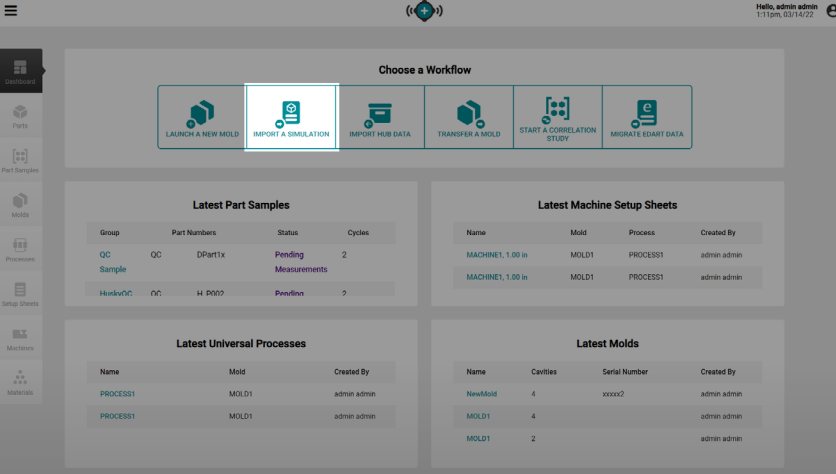 Hello, admin admin
1:11pm, 03/14/22
Dashboard
Parts
Part Samples
Molds
Processes
Setup Sheets
Machines
Materials
Choose a Workflow
LAUNCH A NEW MOLD
IMPORT A SIMULATION
IMPORT HUB DATA
TRANSFER A MOLD
START A CORRELATION
STUDY
MIGRATE EDART DATA
Latest Part Samples
Group Part Numbers Status Cycles
QC QC DPart1x Pending 2
Sample Measurements
HuskyQC QC H_P002 Pending 2
Latest Machine Setup Sheets
Name Mold Process Created By
MACHINE1, 1.00 in MOLD1 PROCESS1 admin admin
MACHINE1, 1.00 in MOLD1 PROCESS1 admin admin
Latest Universal Processes
Name Mold Created By
PROCESS1 MOLD1 admin admin
PROCESS1 MOLD1 admin admin
Latest Molds
Name Cavities Serial Number Created By
NewMold 4 xxxxx2 admin admin
MOLD1 4 admin admin
MOLD1 2 admin admin